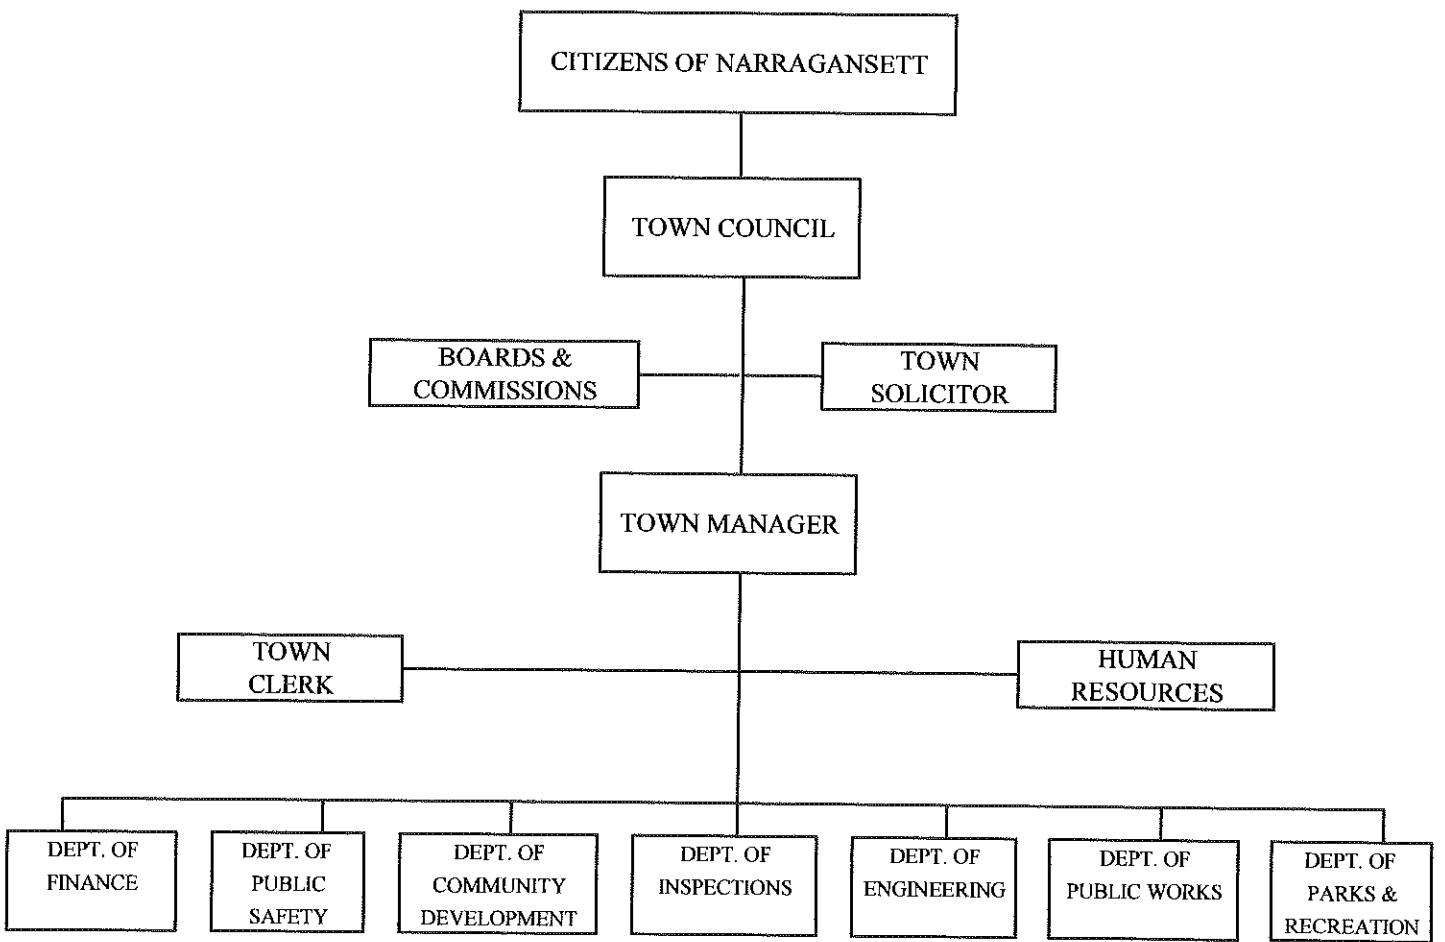 CITIZENS OF NARRAGANSETT
TOWN COUNCIL
BOARDS &
COMMISSIONS
TOWN
SOLICITOR
TOWN MANAGER
TOWN
CLERK
HUMAN
RESOURCES
DEPT. OF
FINANCE
DEPT. OF
PUBLIC
SAFETY
DEPT. OF
COMMUNITY
DEVELOPMENT
DEPT. OF
INSPECTIONS
DEPT. OF
ENGINEERING
DEPT. OF
PUBLIC WORKS
DEPT. OF
PARKS &
RECREATION